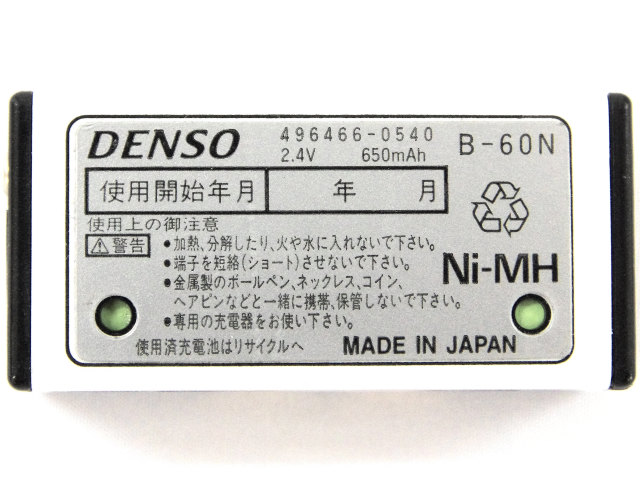 DENSO 496466-0540 B-60N
2.4V 650mAh
使用開始年月 年 月
使用上の御注意
⚠警告
•加熱、分解したり、火や水に入れないで下さい。
•端子を短絡(ショート)させないで下さい。
•金属製のボールペン、ネックレス、コイン、
ヘアピンなどと一緒に携帯、保管しないで下さい。
•専用の充電器をお使い下さい。
Ni-MH
使用済充電池はリサイクルへ MADE IN JAPAN